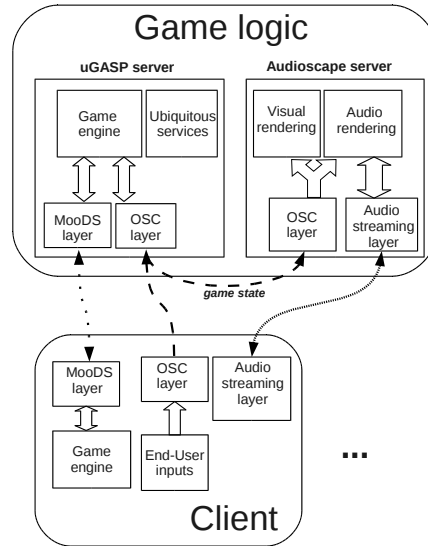 Game logic
uGASP server
Audioscape server
Game
engine
Ubiquitous
services
Visual
rendering
Audio
rendering
MooDS
layer
OSC
layer
OSC
layer
Audio
streaming
layer
game state
MooDS
layer
OSC
layer
Audio
streaming
layer
Game
engine
End-User
inputs
...
Client